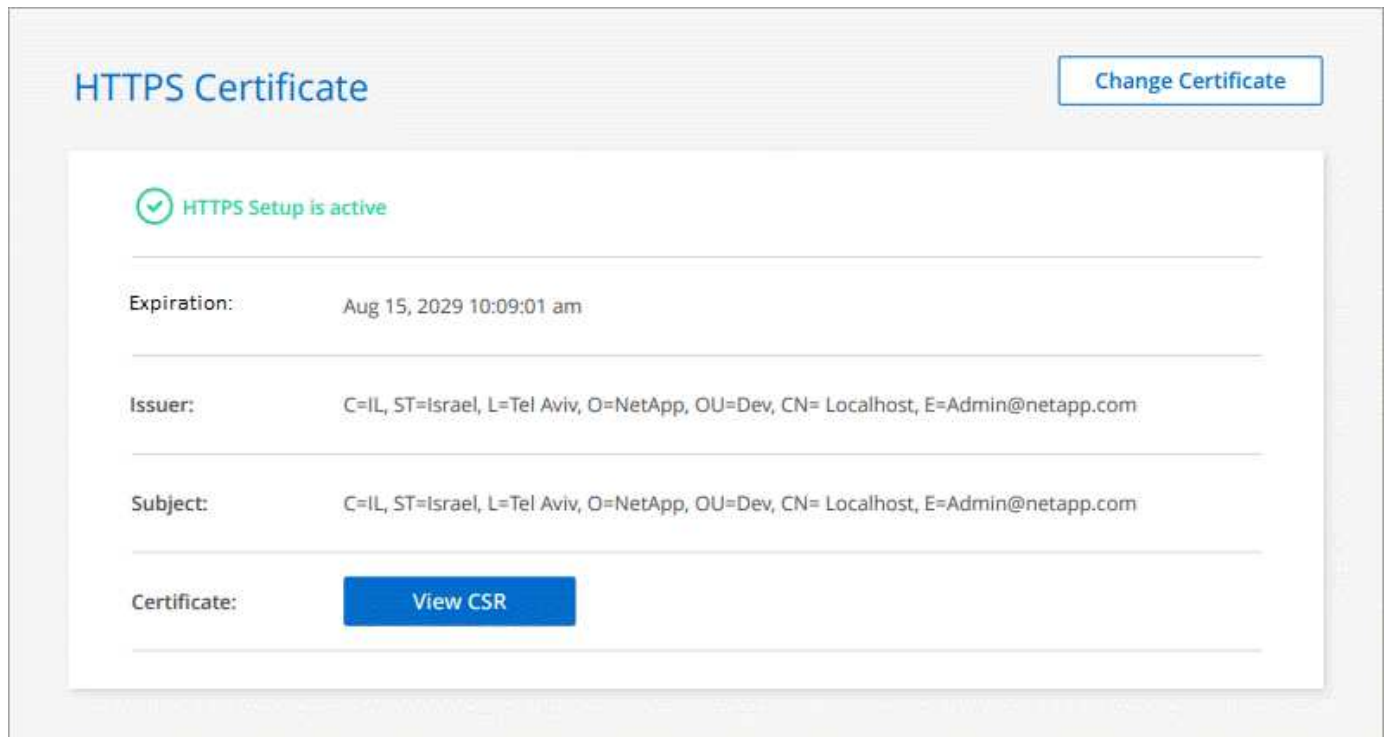 HTTPS Certificate
Change Certificate
HTTPS Setup is active
Expiration: Aug 15, 2029 10:09:01 am
Issuer: C=IL, ST=Israel, L=Tel Aviv, O=NetApp, OU=Dev, CN= Localhost, E=Admin@netapp.com
Subject: C=IL, ST=Israel, L=Tel Aviv, O=NetApp, OU=Dev, CN= Localhost, E=Admin@netapp.com
Certificate: View CSR